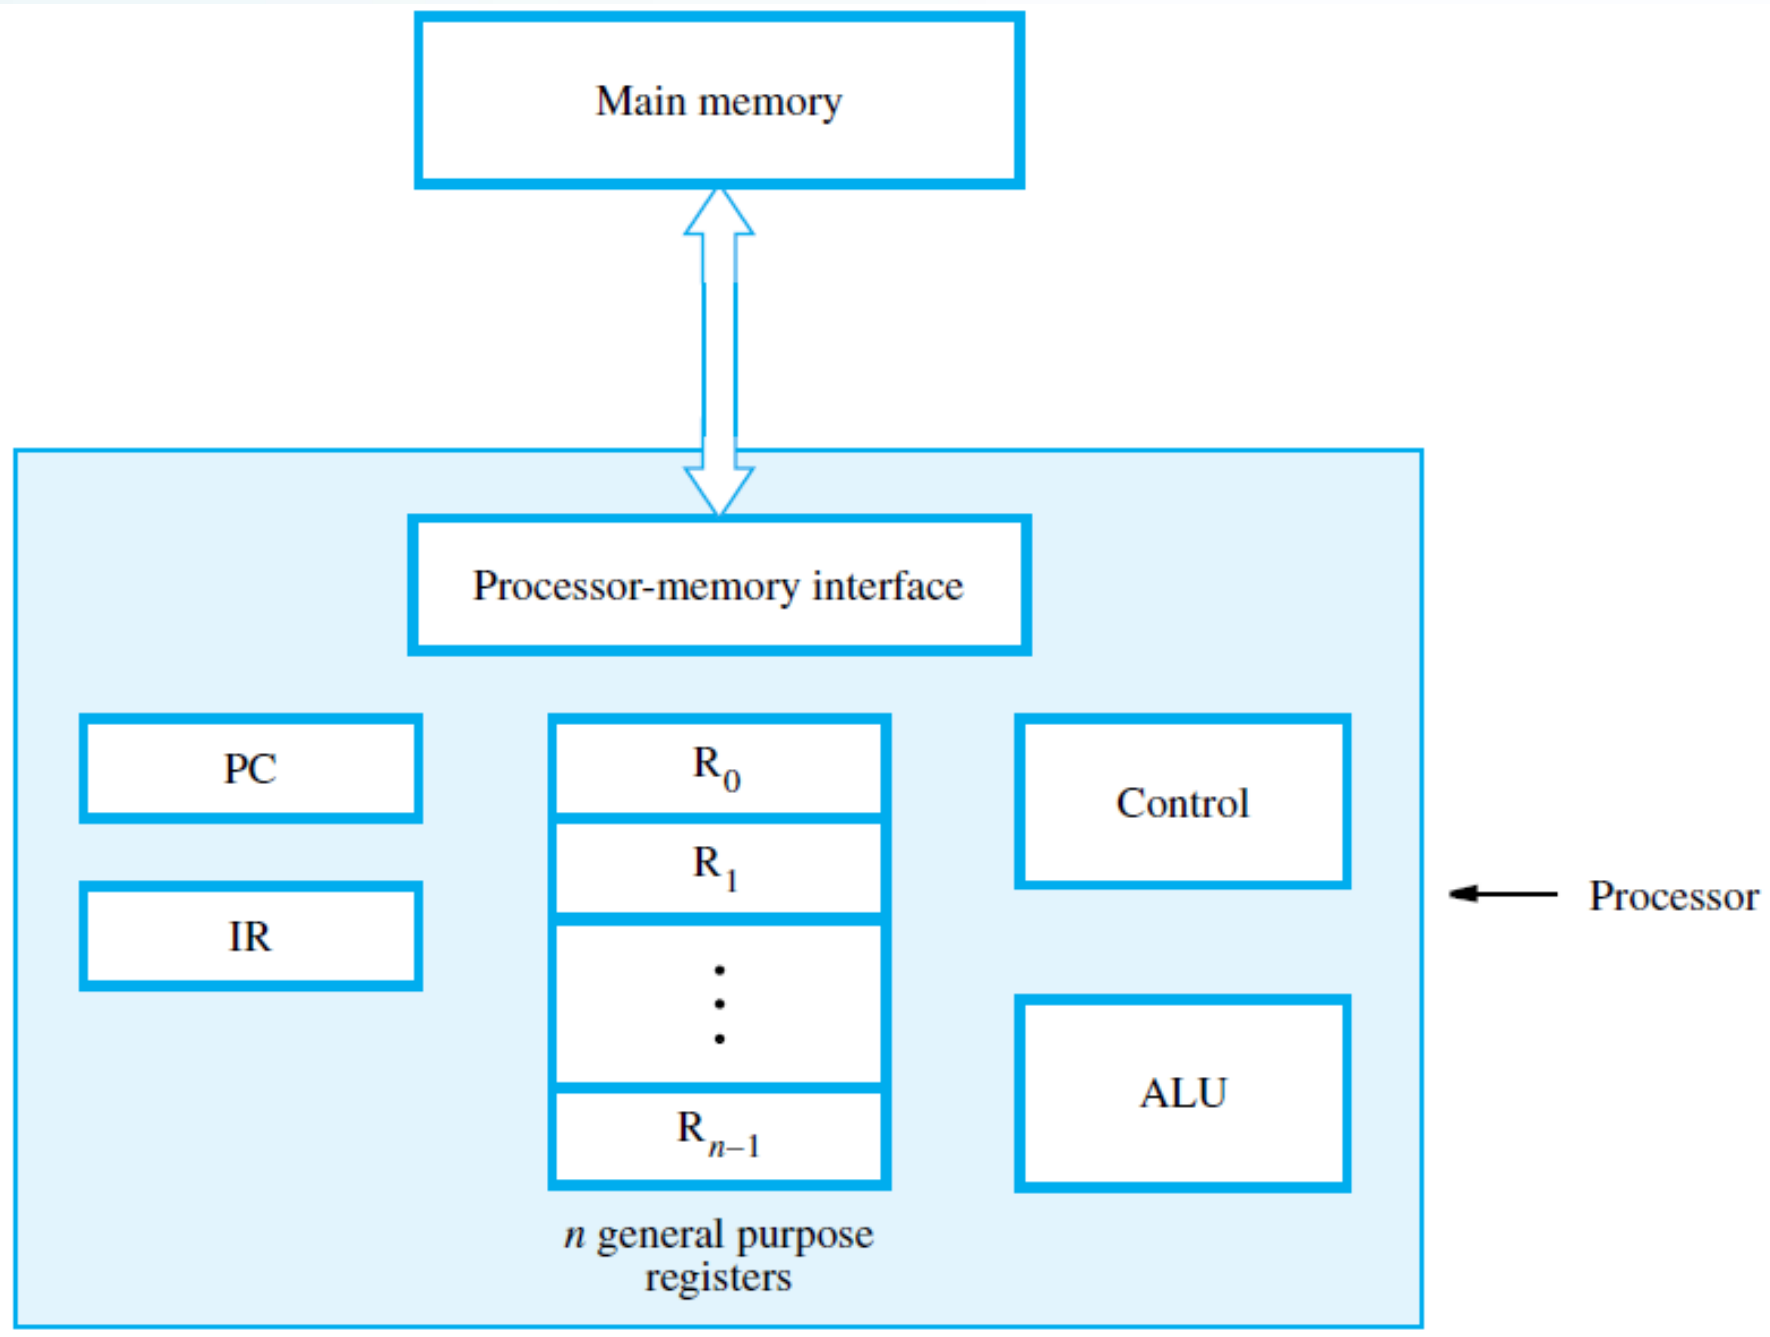 Main memory
Processor-memory interface
PC
R0
Control
R1
IR
Processor
⋮
ALU
Rn–1
n general purpose
registers